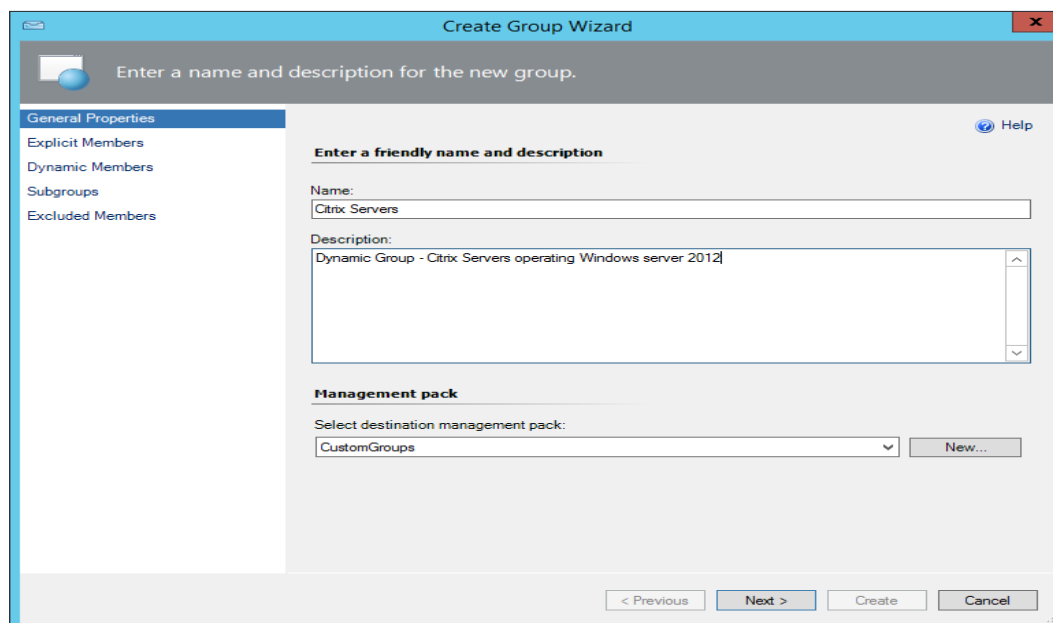 Create Group Wizard
x
Enter a name and description for the new group.
General Properties
Explicit Members
Dynamic Members
Subgroups
Excluded Members
Help
Enter a friendly name and description
Name:
Citrix Servers
Description:
Dynamic Group - Citrix Servers operating Windows server 2012
Management pack
Select destination management pack:
CustomGroups
New...
< Previous
Next >
Create
Cancel